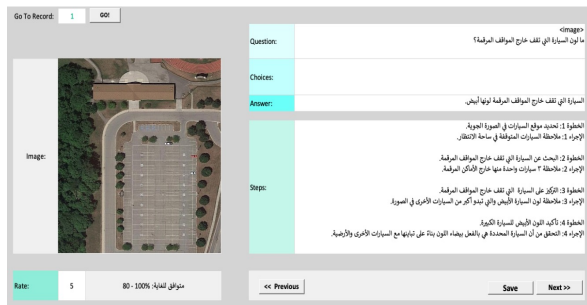 Go To Record: 1 GO!
<image>
Question: ما لون السيارة التي تقف خارج المواقف المرقمة؟
Choices:
Answer: السيارة التي تقف خارج المواقف المرقمة لونها أبيض.
Image:
Steps:
الخطوة 1: تحديد موقع السيارات في الصورة الجوية.
الإجراء 1: ملاحظة السيارات المتوقفة في ساحة الانتظار.
الخطوة 2: البحث عن السيارة التي تقف خارج المواقف المرقمة.
الإجراء 2: ملاحظة ٣ سيارات واحدة منها خارج الأماكن المرقمة.
الخطوة 3: التركيز على السيارة التي تقف خارج المواقف المرقمة.
الإجراء 3: ملاحظة لون السيارة الأبيض والتي تبدو أكبر من السيارات الأخرى في الصورة.
الخطوة 4: تأكيد اللون الأبيض للسيارة الكبيرة.
الإجراء 4: التحقق من أن السيارة المحددة هي بالفعل بيضاء اللون بناءً على تباينها مع السيارات الأخرى والأرضية.
Rate: 5 متوافق للغاية: 100% - 80
<< Previous Save Next >>